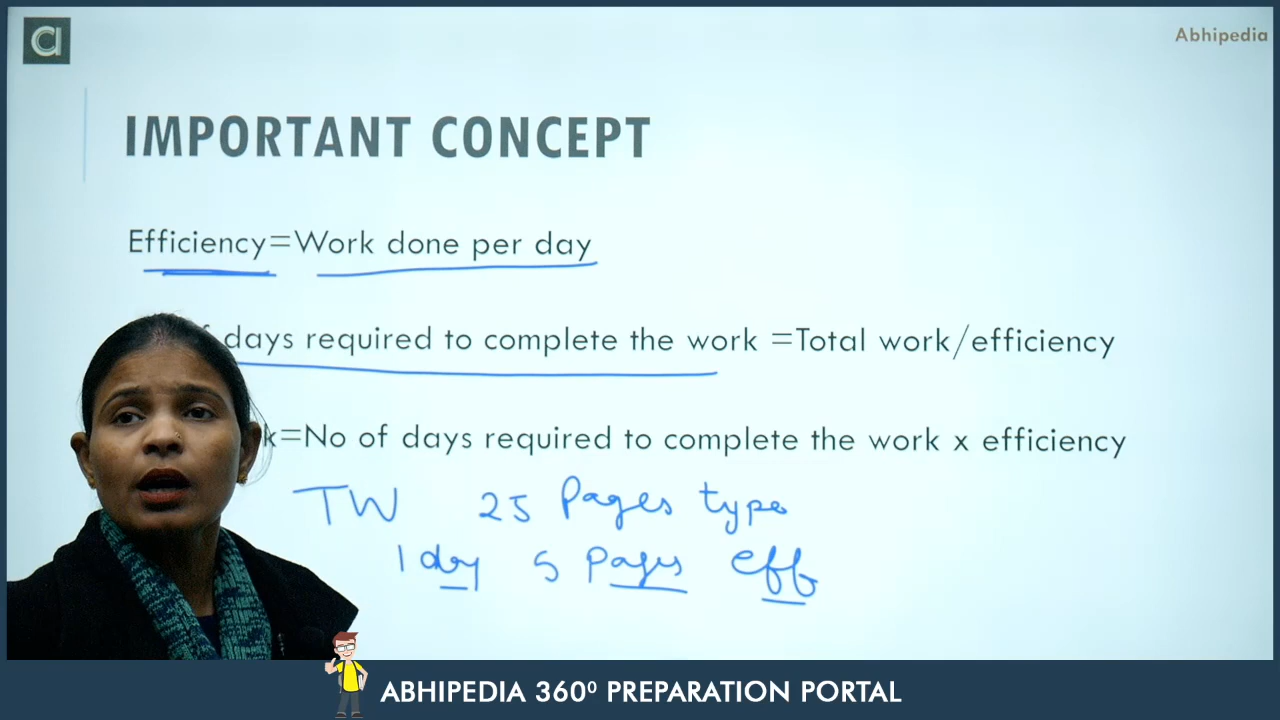 Abhipedia
IMPORTANT CONCEPT
Efficiency=Work done per day
days required to complete the work =Total work/efficiency
=No of days required to complete the work x efficiency
TW 25 Pages type
1 day 5 Pages eff
ABHIPEDIA 360⁰ PREPARATION PORTAL